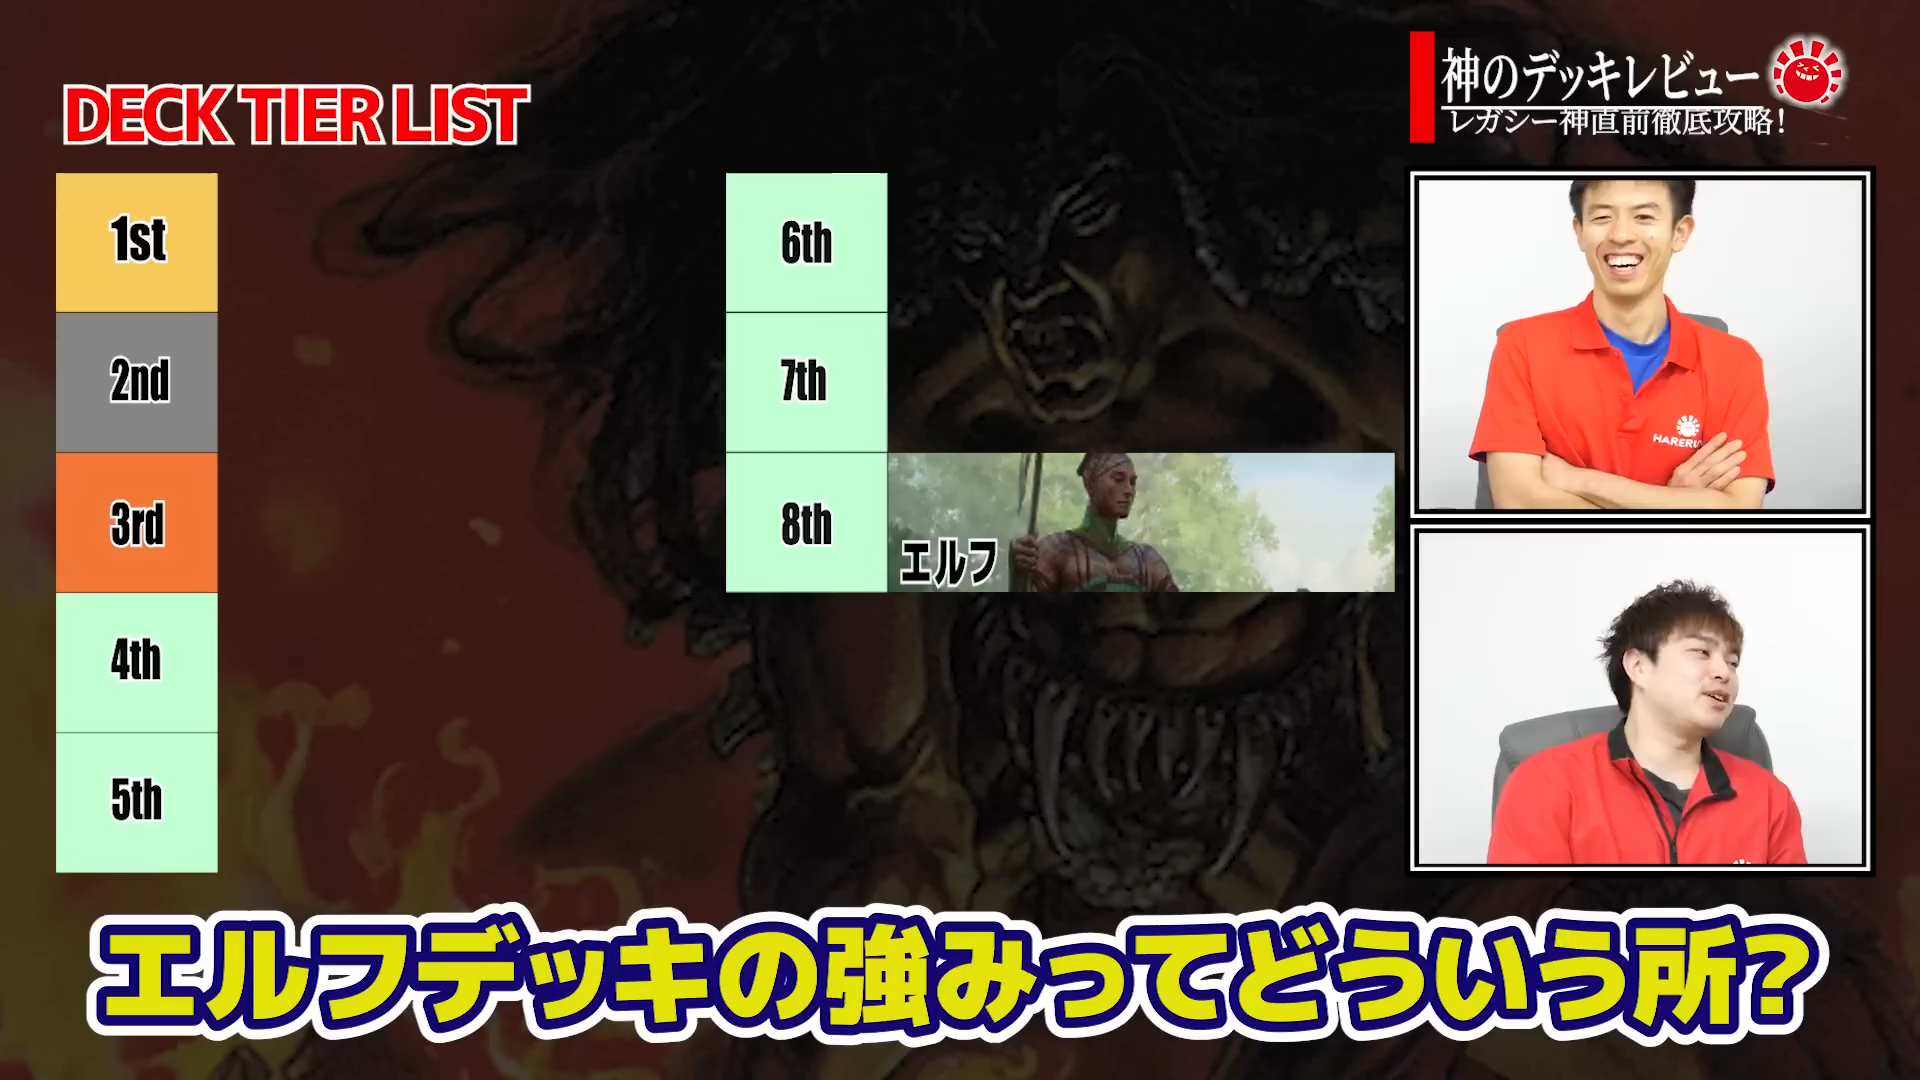 DECK TIER LIST
神のデッキレビュー
レガシー神直前徹底攻略!
1st
2nd
3rd
4th
5th
6th
7th
8th
エルフ
エルフデッキの強みってどういう所?